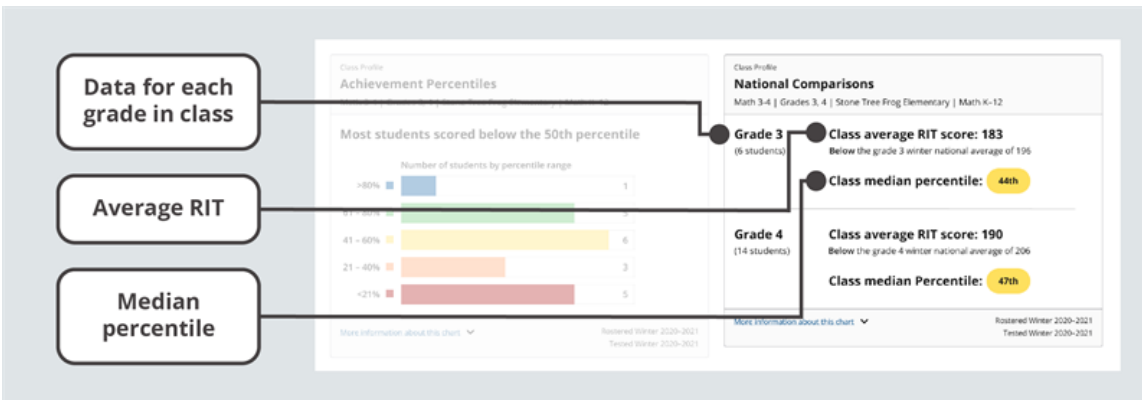 Data for each
grade in class
Average RIT
Median
percentile
Class Profile
Achievement Percentiles
Most students scored below the 50th percentile
Number of students by percentile range
>80%
1
61 – 80%
5
41 – 60%
6
21 – 40%
3
<21%
5
More information about this chart
Rostered Winter 2020–2021
Tested Winter 2020–2021
Class Profile
National Comparisons
Math 3-4 | Grades 3, 4 | Stone Tree Frog Elementary | Math K–12
Grade 3
(6 students)
Class average RIT score: 183
Below the grade 3 winter national average of 196
Class median percentile: 44th
Grade 4
(14 students)
Class average RIT score: 190
Below the grade 4 winter national average of 206
Class median Percentile: 47th
More information about this chart
Rostered Winter 2020–2021
Tested Winter 2020–2021